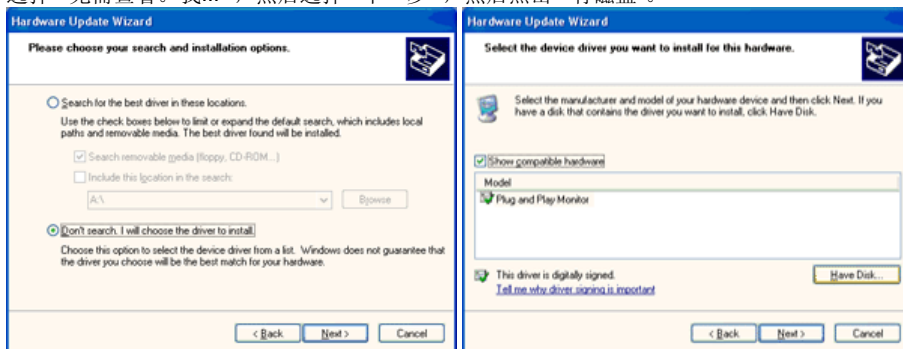 Hardware Update Wizard
Please choose your search and installation options.
Search for the best driver in these locations.
Use the check boxes below to limit or expand the default search, which includes local
paths and removable media. The best driver found will be installed.
Search removable media (floppy, CD-ROM...)
Include this location in the search:
A:\
Browse
Don't search. I will choose the driver to install.
Choose this option to select the device driver from a list. Windows does not guarantee that
the driver you choose will be the best match for your hardware.
< Back Next > Cancel
Hardware Update Wizard
Select the device driver you want to install for this hardware.
Select the manufacturer and model of your hardware device and then click Next. If you
have a disk that contains the driver you want to install, click Have Disk.
Show compatible hardware
Model
Plug and Play Monitor
This driver is digitally signed.
Tell me why driver signing is important
Have Disk...
< Back Next > Cancel